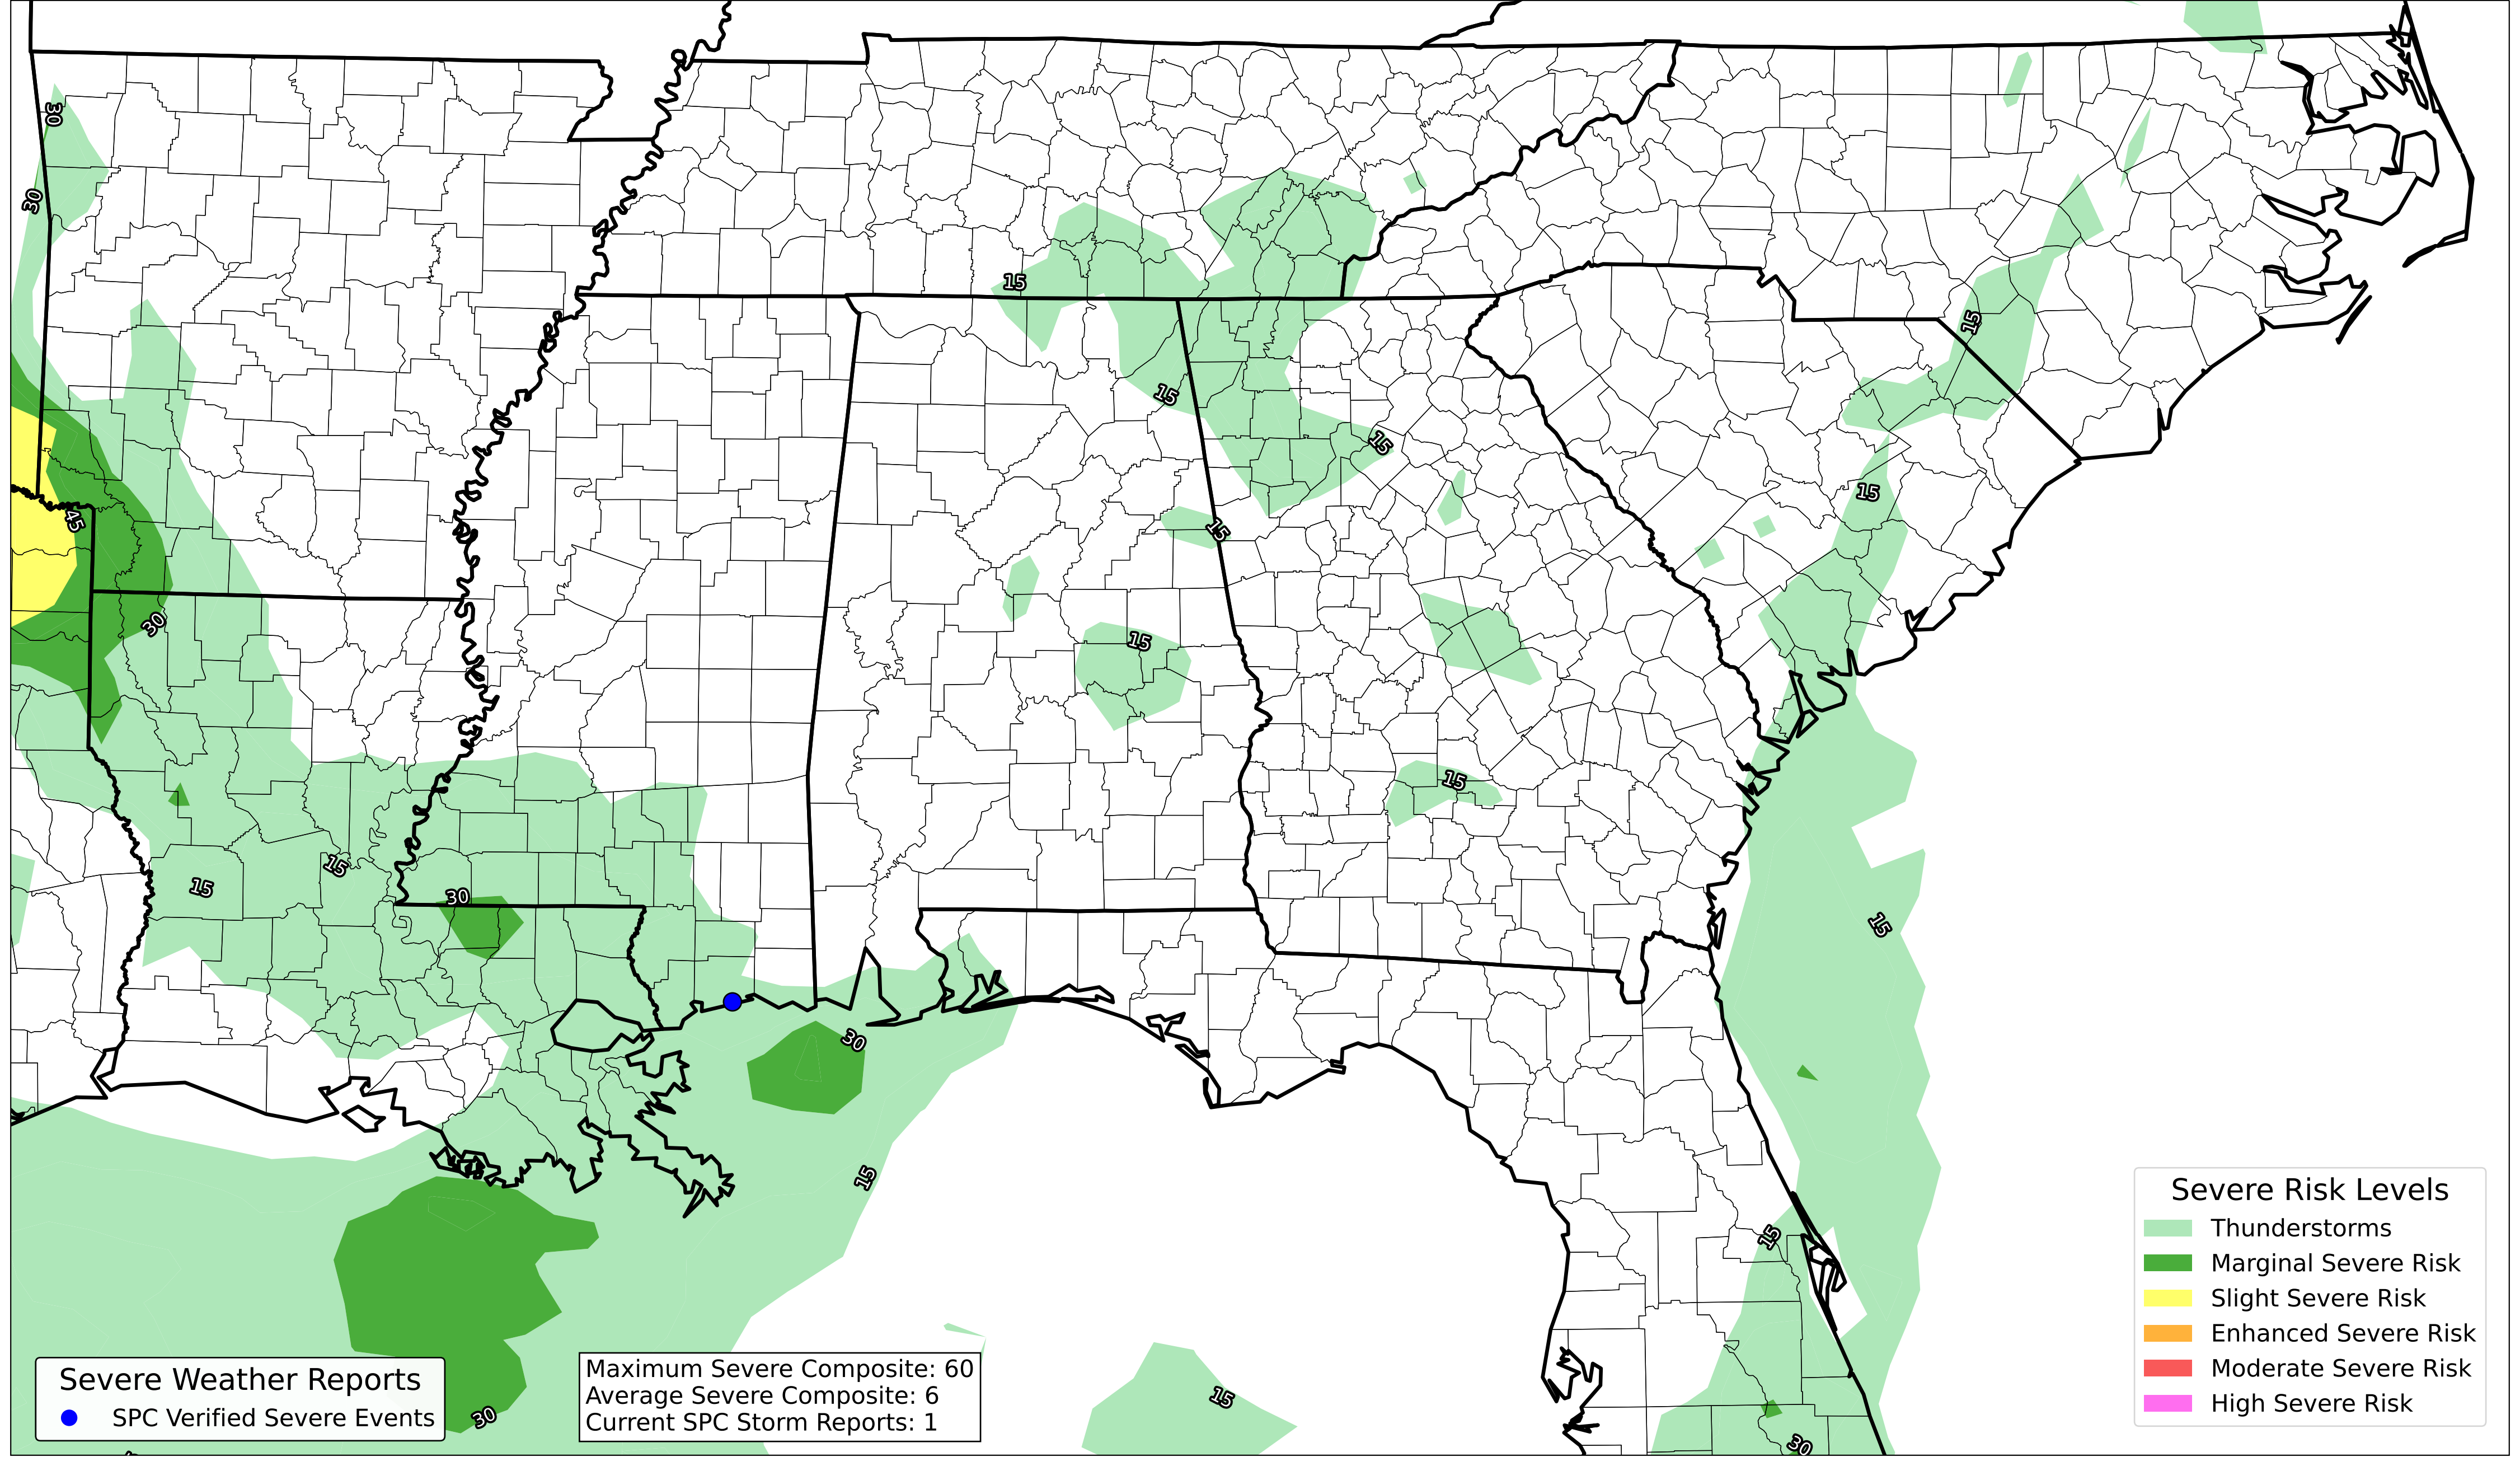 30
30
15
15
15
15
15
45
15
30
15
15
15
15
30
15
30
15
15
15
30
30
Severe Risk Levels
Thunderstorms
Marginal Severe Risk
Slight Severe Risk
Enhanced Severe Risk
Moderate Severe Risk
High Severe Risk
Severe Weather Reports
SPC Verified Severe Events
Maximum Severe Composite: 60
Average Severe Composite: 6
Current SPC Storm Reports: 1